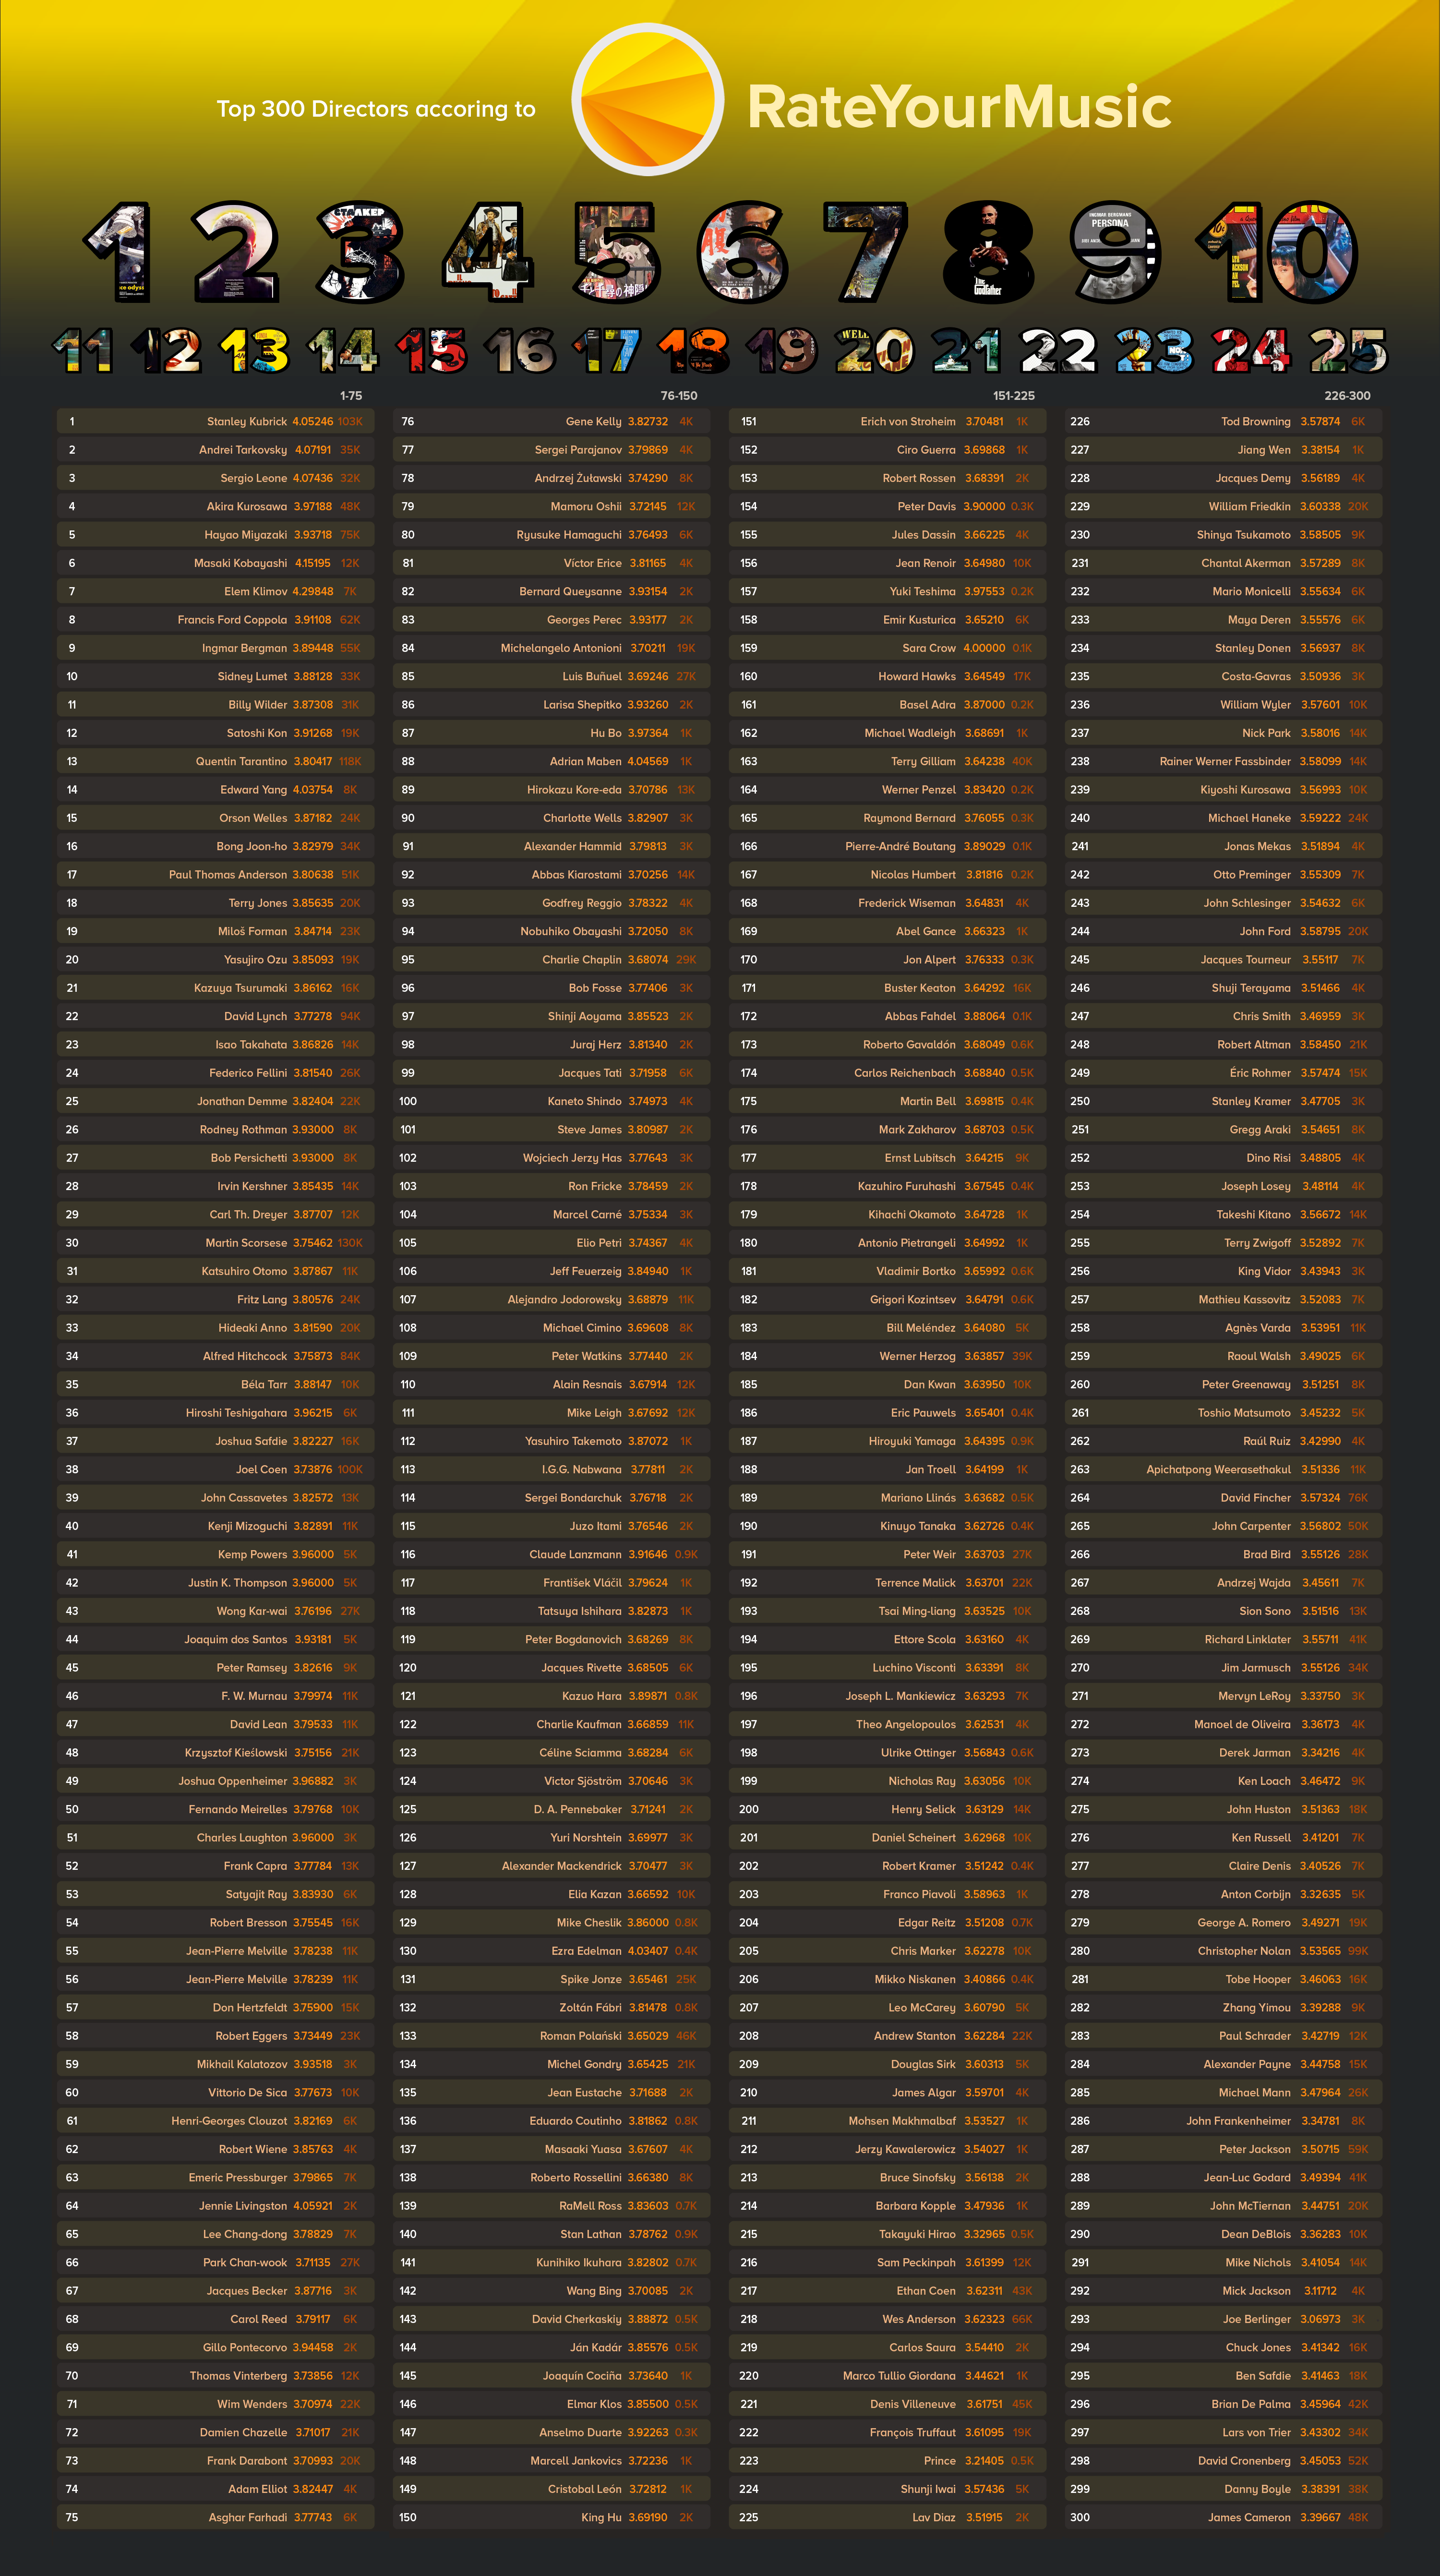 Top 300 Directors accoring to
RateYourMusic
1 2 3 4 5 6 7 8 9 10
11 12 13 14 15 16 17 18 19 20 21 22 23 24 25
1-75
1 Stanley Kubrick 4.05246 103K
2 Andrei Tarkovsky 4.07191 35K
3 Sergio Leone 4.07436 32K
4 Akira Kurosawa 3.97188 48K
5 Hayao Miyazaki 3.93718 75K
6 Masaki Kobayashi 4.15195 12K
7 Elem Klimov 4.29848 7K
8 Francis Ford Coppola 3.91108 62K
9 Ingmar Bergman 3.89448 55K
10 Sidney Lumet 3.88128 33K
11 Billy Wilder 3.87308 31K
12 Satoshi Kon 3.91268 19K
13 Quentin Tarantino 3.80417 118K
14 Edward Yang 4.03754 8K
15 Orson Welles 3.87182 24K
16 Bong Joon-ho 3.82979 34K
17 Paul Thomas Anderson 3.80638 51K
18 Terry Jones 3.85635 20K
19 Miloš Forman 3.84714 23K
20 Yasujiro Ozu 3.85093 19K
21 Kazuya Tsurumaki 3.86162 16K
22 David Lynch 3.77278 94K
23 Isao Takahata 3.86826 14K
24 Federico Fellini 3.81540 26K
25 Jonathan Demme 3.82404 22K
26 Rodney Rothman 3.93000 8K
27 Bob Persichetti 3.93000 8K
28 Irvin Kershner 3.85435 14K
29 Carl Th. Dreyer 3.87707 12K
30 Martin Scorsese 3.75462 130K
31 Katsuhiro Otomo 3.87867 11K
32 Fritz Lang 3.80576 24K
33 Hideaki Anno 3.81590 20K
34 Alfred Hitchcock 3.75873 84K
35 Béla Tarr 3.88147 10K
36 Hiroshi Teshigahara 3.96215 6K
37 Joshua Safdie 3.82227 16K
38 Joel Coen 3.73876 100K
39 John Cassavetes 3.82572 13K
40 Kenji Mizoguchi 3.82891 11K
41 Kemp Powers 3.96000 5K
42 Justin K. Thompson 3.96000 5K
43 Wong Kar-wai 3.76196 27K
44 Joaquim dos Santos 3.93181 5K
45 Peter Ramsey 3.82616 9K
46 F. W. Murnau 3.79974 11K
47 David Lean 3.79533 11K
48 Krzysztof Kieślowski 3.75156 21K
49 Joshua Oppenheimer 3.96882 3K
50 Fernando Meirelles 3.79768 10K
51 Charles Laughton 3.96000 3K
52 Frank Capra 3.77784 13K
53 Satyajit Ray 3.83930 6K
54 Robert Bresson 3.75545 16K
55 Jean-Pierre Melville 3.78238 11K
56 Jean-Pierre Melville 3.78239 11K
57 Don Hertzfeldt 3.75900 15K
58 Robert Eggers 3.73449 23K
59 Mikhail Kalatozov 3.93518 3K
60 Vittorio De Sica 3.77673 10K
61 Henri-Georges Clouzot 3.82169 6K
62 Robert Wiene 3.85763 4K
63 Emeric Pressburger 3.79865 7K
64 Jennie Livingston 4.05921 2K
65 Lee Chang-dong 3.78829 7K
66 Park Chan-wook 3.71135 27K
67 Jacques Becker 3.87716 3K
68 Carol Reed 3.79117 6K
69 Gillo Pontecorvo 3.94458 2K
70 Thomas Vinterberg 3.73856 12K
71 Wim Wenders 3.70974 22K
72 Damien Chazelle 3.71017 21K
73 Frank Darabont 3.70993 20K
74 Adam Elliot 3.82447 4K
75 Asghar Farhadi 3.77743 6K
76-150
76 Gene Kelly 3.82732 4K
77 Sergei Parajanov 3.79869 4K
78 Andrzej Żuławski 3.74290 8K
79 Mamoru Oshii 3.72145 12K
80 Ryusuke Hamaguchi 3.76493 6K
81 Víctor Erice 3.81165 4K
82 Bernard Queysanne 3.93154 2K
83 Georges Perec 3.93177 2K
84 Michelangelo Antonioni 3.70211 19K
85 Luis Buñuel 3.69246 27K
86 Larisa Shepitko 3.93260 2K
87 Hu Bo 3.97364 1K
88 Adrian Maben 4.04569 1K
89 Hirokazu Kore-eda 3.70786 13K
90 Charlotte Wells 3.82907 3K
91 Alexander Hammid 3.79813 3K
92 Abbas Kiarostami 3.70256 14K
93 Godfrey Reggio 3.78322 4K
94 Nobuhiko Obayashi 3.72050 8K
95 Charlie Chaplin 3.68074 29K
96 Bob Fosse 3.77406 3K
97 Shinji Aoyama 3.85523 2K
98 Juraj Herz 3.81340 2K
99 Jacques Tati 3.71958 6K
100 Kaneto Shindo 3.74973 4K
101 Steve James 3.80987 2K
102 Wojciech Jerzy Has 3.77643 3K
103 Ron Fricke 3.78459 2K
104 Marcel Carné 3.75334 3K
105 Elio Petri 3.74367 4K
106 Jeff Feuerzeig 3.84940 1K
107 Alejandro Jodorowsky 3.68879 11K
108 Michael Cimino 3.69608 8K
109 Peter Watkins 3.77440 2K
110 Alain Resnais 3.67914 12K
111 Mike Leigh 3.67692 12K
112 Yasuhiro Takemoto 3.87072 1K
113 I.G.G. Nabwana 3.77811 2K
114 Sergei Bondarchuk 3.76718 2K
115 Juzo Itami 3.76546 2K
116 Claude Lanzmann 3.91646 0.9K
117 František Vláčil 3.79624 1K
118 Tatsuya Ishihara 3.82873 1K
119 Peter Bogdanovich 3.68269 8K
120 Jacques Rivette 3.68505 6K
121 Kazuo Hara 3.89871 0.8K
122 Charlie Kaufman 3.66859 11K
123 Céline Sciamma 3.68284 6K
124 Victor Sjöström 3.70646 3K
125 D. A. Pennebaker 3.71241 2K
126 Yuri Norshtein 3.69977 3K
127 Alexander Mackendrick 3.70477 3K
128 Elia Kazan 3.66592 10K
129 Mike Cheslik 3.86000 0.8K
130 Ezra Edelman 4.03407 0.4K
131 Spike Jonze 3.65461 25K
132 Zoltán Fábri 3.81478 0.8K
133 Roman Polański 3.65029 46K
134 Michel Gondry 3.65425 21K
135 Jean Eustache 3.71688 2K
136 Eduardo Coutinho 3.81862 0.8K
137 Masaaki Yuasa 3.67607 4K
138 Roberto Rossellini 3.66380 8K
139 RaMell Ross 3.83603 0.7K
140 Stan Lathan 3.78762 0.9K
141 Kunihiko Ikuhara 3.82802 0.7K
142 Wang Bing 3.70085 2K
143 David Cherkaskiy 3.88872 0.5K
144 Ján Kadár 3.85576 0.5K
145 Joaquín Cociña 3.73640 1K
146 Elmar Klos 3.85500 0.5K
147 Anselmo Duarte 3.92263 0.3K
148 Marcell Jankovics 3.72236 1K
149 Cristobal León 3.72812 1K
150 King Hu 3.69190 2K
151-225
151 Erich von Stroheim 3.70481 1K
152 Ciro Guerra 3.69868 1K
153 Robert Rossen 3.68391 2K
154 Peter Davis 3.90000 0.3K
155 Jules Dassin 3.66225 4K
156 Jean Renoir 3.64980 10K
157 Yuki Teshima 3.97553 0.2K
158 Emir Kusturica 3.65210 6K
159 Sara Crow 4.00000 0.1K
160 Howard Hawks 3.64549 17K
161 Basel Adra 3.87000 0.2K
162 Michael Wadleigh 3.68691 1K
163 Terry Gilliam 3.64238 40K
164 Werner Penzel 3.83420 0.2K
165 Raymond Bernard 3.76055 0.3K
166 Pierre-André Boutang 3.89029 0.1K
167 Nicolas Humbert 3.81816 0.2K
168 Frederick Wiseman 3.64831 4K
169 Abel Gance 3.66323 1K
170 Jon Alpert 3.76333 0.3K
171 Buster Keaton 3.64292 16K
172 Abbas Fahdel 3.88064 0.1K
173 Roberto Gavaldón 3.68049 0.6K
174 Carlos Reichenbach 3.68840 0.5K
175 Martin Bell 3.69815 0.4K
176 Mark Zakharov 3.68703 0.5K
177 Ernst Lubitsch 3.64215 9K
178 Kazuhiro Furuhashi 3.67545 0.4K
179 Kihachi Okamoto 3.64728 1K
180 Antonio Pietrangeli 3.64992 1K
181 Vladimir Bortko 3.65992 0.6K
182 Grigori Kozintsev 3.64791 0.6K
183 Bill Meléndez 3.64080 5K
184 Werner Herzog 3.63857 39K
185 Dan Kwan 3.63950 10K
186 Eric Pauwels 3.65401 0.4K
187 Hiroyuki Yamaga 3.64395 0.9K
188 Jan Troell 3.64199 1K
189 Mariano Llinás 3.63682 0.5K
190 Kinuyo Tanaka 3.62726 0.4K
191 Peter Weir 3.63703 27K
192 Terrence Malick 3.63701 22K
193 Tsai Ming-liang 3.63525 10K
194 Ettore Scola 3.63160 4K
195 Luchino Visconti 3.63391 8K
196 Joseph L. Mankiewicz 3.63293 7K
197 Theo Angelopoulos 3.62531 4K
198 Ulrike Ottinger 3.56843 0.6K
199 Nicholas Ray 3.63056 10K
200 Henry Selick 3.63129 14K
201 Daniel Scheinert 3.62968 10K
202 Robert Kramer 3.51242 0.4K
203 Franco Piavoli 3.58963 1K
204 Edgar Reitz 3.51208 0.7K
205 Chris Marker 3.62278 10K
206 Mikko Niskanen 3.40866 0.4K
207 Leo McCarey 3.60790 5K
208 Andrew Stanton 3.62284 22K
209 Douglas Sirk 3.60313 5K
210 James Algar 3.59701 4K
211 Mohsen Makhmalbaf 3.53527 1K
212 Jerzy Kawalerowicz 3.54027 1K
213 Bruce Sinofsky 3.56138 2K
214 Barbara Kopple 3.47936 1K
215 Takayuki Hirao 3.32965 0.5K
216 Sam Peckinpah 3.61399 12K
217 Ethan Coen 3.62311 43K
218 Wes Anderson 3.62323 66K
219 Carlos Saura 3.54410 2K
220 Marco Tullio Giordana 3.44621 1K
221 Denis Villeneuve 3.61751 45K
222 François Truffaut 3.61095 19K
223 Prince 3.21405 0.5K
224 Shunji Iwai 3.57436 5K
225 Lav Diaz 3.51915 2K
226-300
226 Tod Browning 3.57874 6K
227 Jiang Wen 3.38154 1K
228 Jacques Demy 3.56189 4K
229 William Friedkin 3.60338 20K
230 Shinya Tsukamoto 3.58505 9K
231 Chantal Akerman 3.57289 8K
232 Mario Monicelli 3.55634 6K
233 Maya Deren 3.55576 6K
234 Stanley Donen 3.56937 8K
235 Costa-Gavras 3.50936 3K
236 William Wyler 3.57601 10K
237 Nick Park 3.58016 14K
238 Rainer Werner Fassbinder 3.58099 14K
239 Kiyoshi Kurosawa 3.56993 10K
240 Michael Haneke 3.59222 24K
241 Jonas Mekas 3.51894 4K
242 Otto Preminger 3.55309 7K
243 John Schlesinger 3.54632 6K
244 John Ford 3.58795 20K
245 Jacques Tourneur 3.55117 7K
246 Shuji Terayama 3.51466 4K
247 Chris Smith 3.46959 3K
248 Robert Altman 3.58450 21K
249 Éric Rohmer 3.57474 15K
250 Stanley Kramer 3.47705 3K
251 Gregg Araki 3.54651 8K
252 Dino Risi 3.48805 4K
253 Joseph Losey 3.48114 4K
254 Takeshi Kitano 3.56672 14K
255 Terry Zwigoff 3.52892 7K
256 King Vidor 3.43943 3K
257 Mathieu Kassovitz 3.52083 7K
258 Agnès Varda 3.53951 11K
259 Raoul Walsh 3.49025 6K
260 Peter Greenaway 3.51251 8K
261 Toshio Matsumoto 3.45232 5K
262 Raúl Ruiz 3.42990 4K
263 Apichatpong Weerasethakul 3.51336 11K
264 David Fincher 3.57324 76K
265 John Carpenter 3.56802 50K
266 Brad Bird 3.55126 28K
267 Andrzej Wajda 3.45611 7K
268 Sion Sono 3.51516 13K
269 Richard Linklater 3.55711 41K
270 Jim Jarmusch 3.55126 34K
271 Mervyn LeRoy 3.33750 3K
272 Manoel de Oliveira 3.36173 4K
273 Derek Jarman 3.34216 4K
274 Ken Loach 3.46472 9K
275 John Huston 3.51363 18K
276 Ken Russell 3.41201 7K
277 Claire Denis 3.40526 7K
278 Anton Corbijn 3.32635 5K
279 George A. Romero 3.49271 19K
280 Christopher Nolan 3.53565 99K
281 Tobe Hooper 3.46063 16K
282 Zhang Yimou 3.39288 9K
283 Paul Schrader 3.42719 12K
284 Alexander Payne 3.44758 15K
285 Michael Mann 3.47964 26K
286 John Frankenheimer 3.34781 8K
287 Peter Jackson 3.50715 59K
288 Jean-Luc Godard 3.49394 41K
289 John McTiernan 3.44751 20K
290 Dean DeBlois 3.36283 10K
291 Mike Nichols 3.41054 14K
292 Mick Jackson 3.11712 4K
293 Joe Berlinger 3.06973 3K
294 Chuck Jones 3.41342 16K
295 Ben Safdie 3.41463 18K
296 Brian De Palma 3.45964 42K
297 Lars von Trier 3.43302 34K
298 David Cronenberg 3.45053 52K
299 Danny Boyle 3.38391 38K
300 James Cameron 3.39667 48K